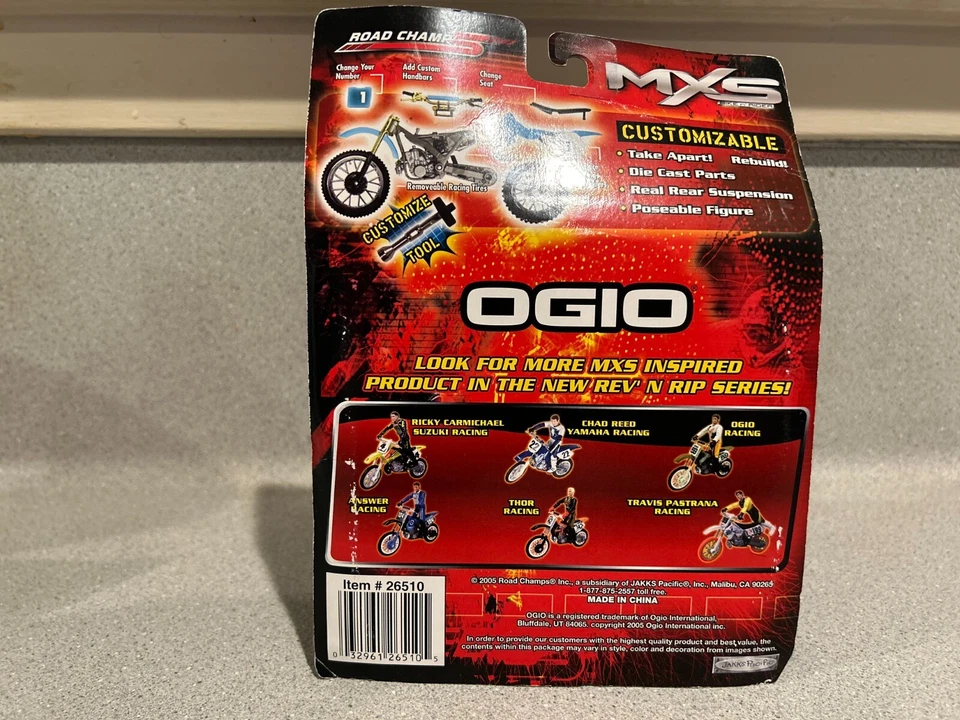 ROAD CHAMPS
Change Your
Number
Add Custom
Handbars
Change
Seat
1
MXS
BIKE & RIDER
CUSTOMIZABLE
• Take Apart! Rebuild!
• Die Cast Parts
• Real Rear Suspension
• Poseable Figure
Removeable Racing Tires
CUSTOMIZE
TOOL
OGIO
LOOK FOR MORE MXS INSPIRED
PRODUCT IN THE NEW REV' N RIP SERIES!
RICKY CARMICHAEL
SUZUKI RACING
CHAD REED
YAMAHA RACING
OGIO
RACING
4
22
ANSWER
RACING
THOR
RACING
TRAVIS PASTRANA
RACING
Item # 26510
0 32961 26510 5
© 2005 Road Champs® Inc., a subsidiary of JAKKS Pacific®, Inc., Malibu, CA 90265
1-877-875-2557 toll free.
MADE IN CHINA
OGIO is a registered trademark of Ogio International,
Bluffdale, UT 84065. copyright 2005 Ogio International inc.
In order to provide our customers with the highest quality product and best value, the
contents within this package may vary in style, color and decoration from images shown.
JAKKS Pacific